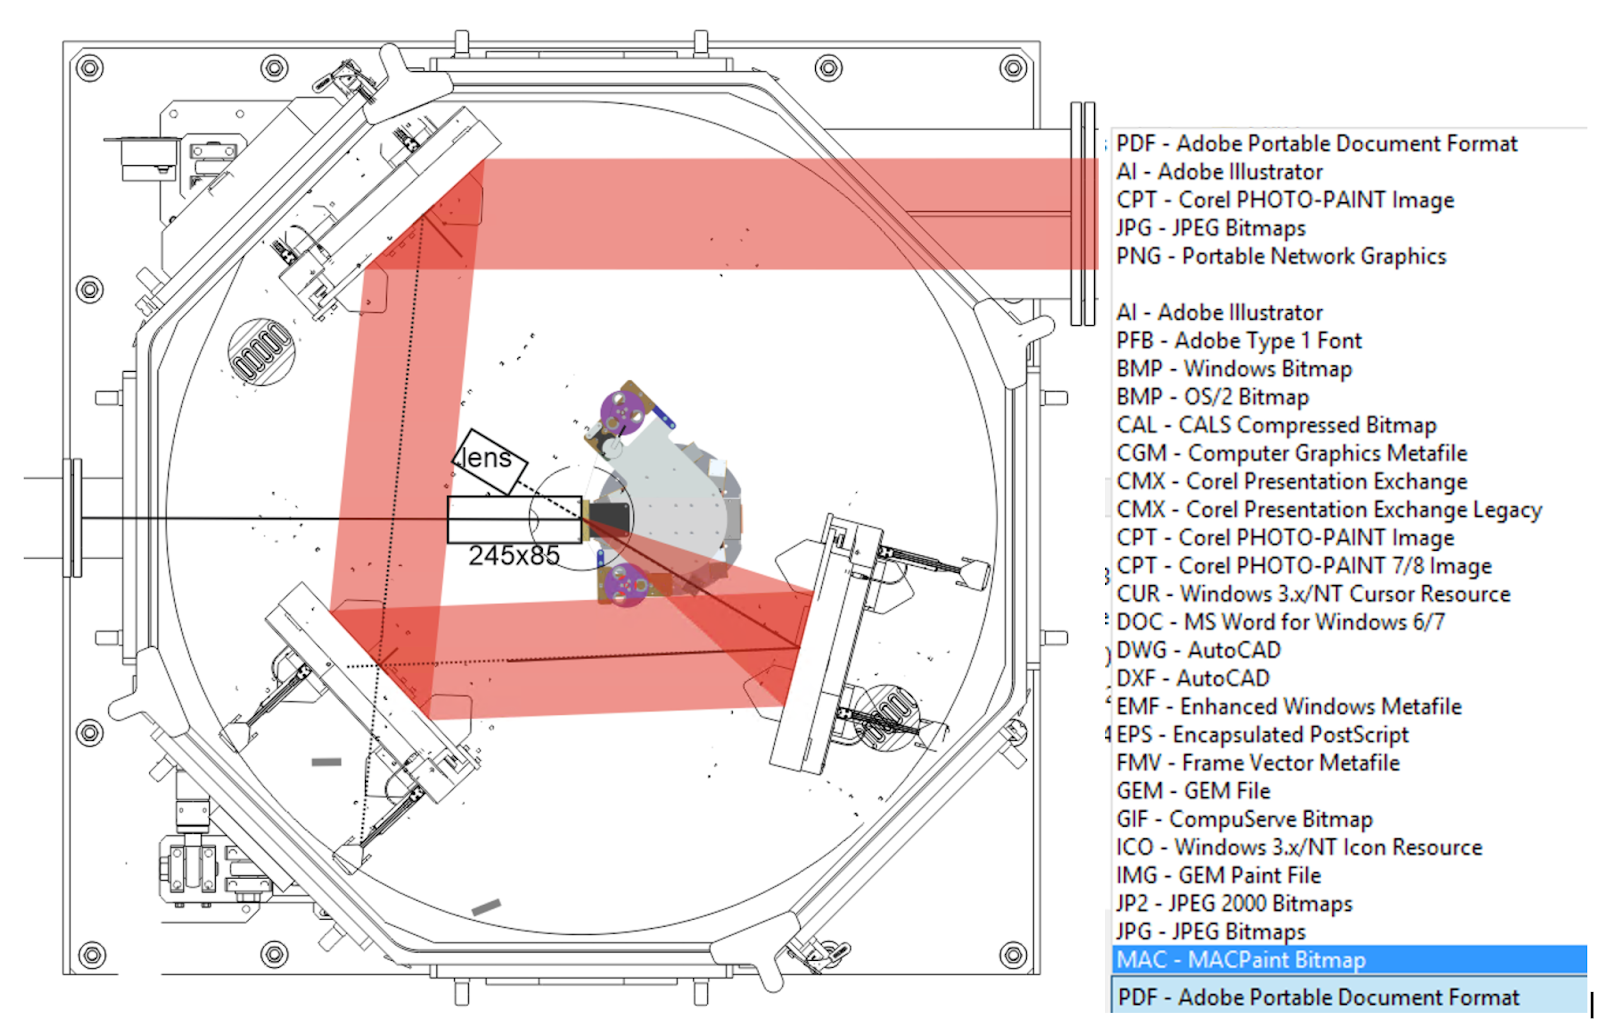 lens
245x85
PDF - Adobe Portable Document Format
AI - Adobe Illustrator
CPT - Corel PHOTO-PAINT Image
JPG - JPEG Bitmaps
PNG - Portable Network Graphics
AI - Adobe Illustrator
PFB - Adobe Type 1 Font
BMP - Windows Bitmap
BMP - OS/2 Bitmap
CAL - CALS Compressed Bitmap
CGM - Computer Graphics Metafile
CMX - Corel Presentation Exchange
CMX - Corel Presentation Exchange Legacy
CPT - Corel PHOTO-PAINT Image
CPT - Corel PHOTO-PAINT 7/8 Image
CUR - Windows 3.x/NT Cursor Resource
DOC - MS Word for Windows 6/7
DWG - AutoCAD
DXF - AutoCAD
EMF - Enhanced Windows Metafile
EPS - Encapsulated PostScript
FMV - Frame Vector Metafile
GEM - GEM File
GIF - CompuServe Bitmap
ICO - Windows 3.x/NT Icon Resource
IMG - GEM Paint File
JP2 - JPEG 2000 Bitmaps
JPG - JPEG Bitmaps
MAC - MACPaint Bitmap
PDF - Adobe Portable Document Format